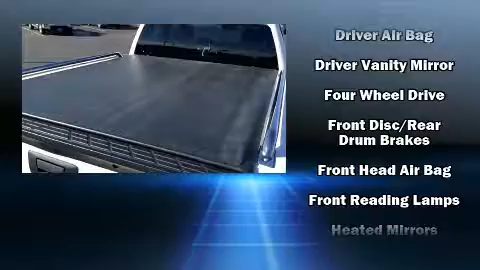 Driver Air Bag
Driver Vanity Mirror
Four Wheel Drive
Front Disc/Rear
Drum Brakes
Front Head Air Bag
Front Reading Lamps
Heated Mirrors